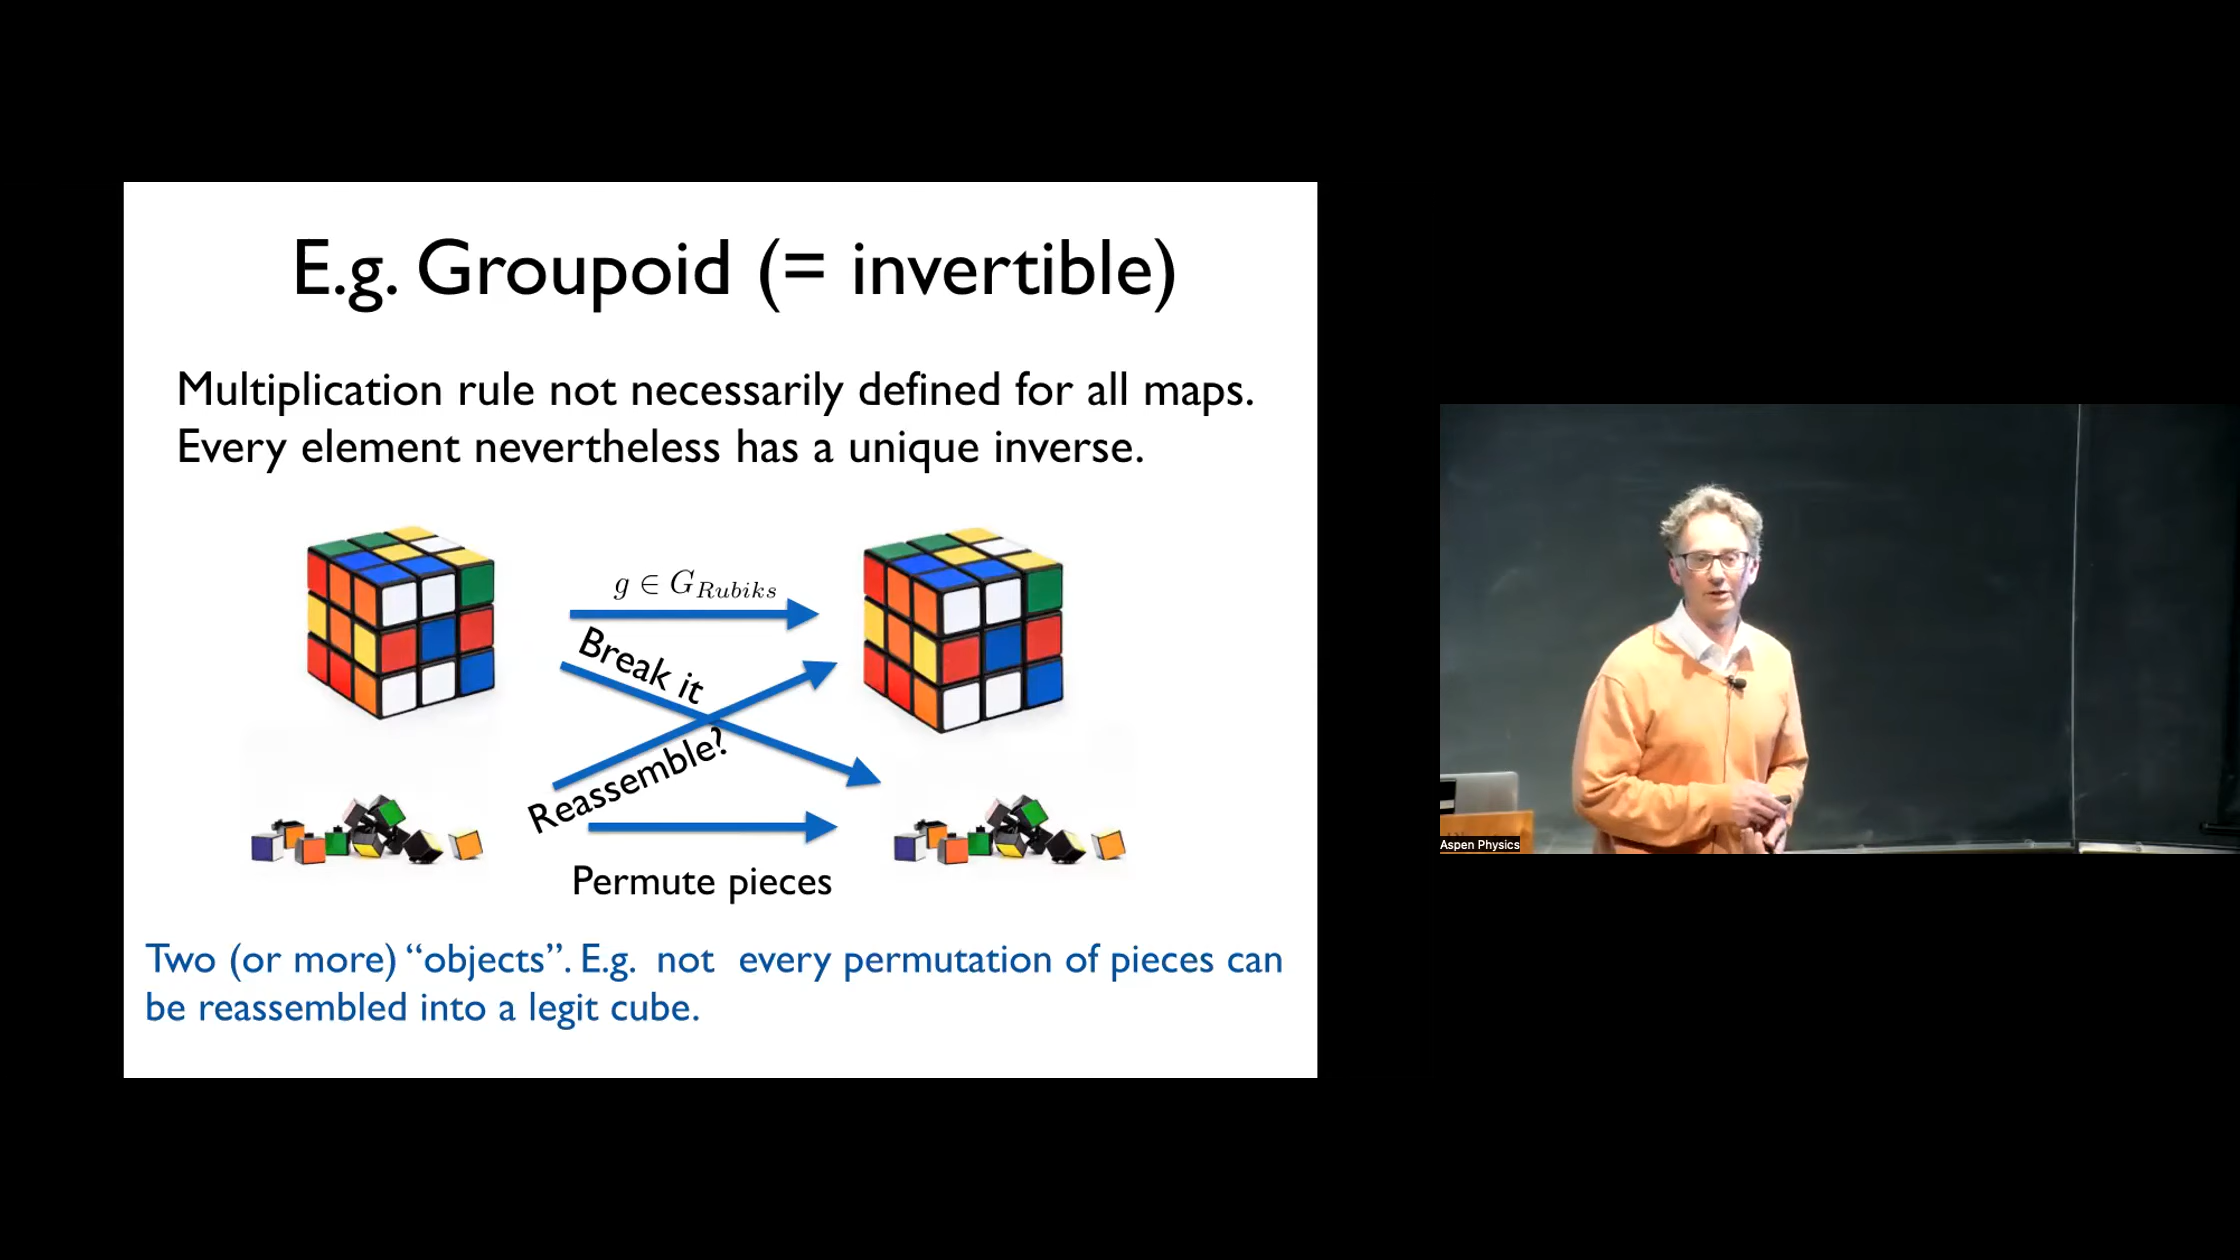 E.g. Groupoid (= invertible)
Multiplication rule not necessarily defined for all maps.
Every element nevertheless has a unique inverse.
g ∈ G_Rubiks
Break it
Reassemble?
Permute pieces
Two (or more) “objects”. E.g. not every permutation of pieces can
be reassembled into a legit cube.
Aspen Physics